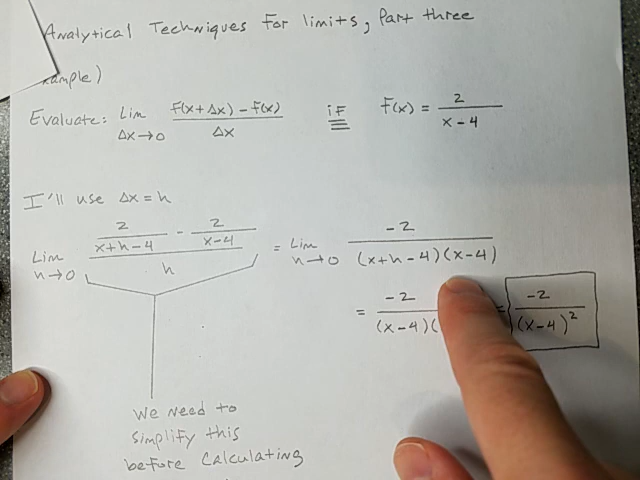 Analytical Techniques for limits, Part three
xample)
Evaluate: Lim Δx→0 f(x+Δx) - f(x) / Δx if f(x) = 2 / x-4
I'll use Δx = h
Lim h→0 2 / x+h-4 - 2 / x-4 / h = Lim h→0 -2 / (x+h-4)(x-4)
= -2 / (x-4)( = -2 / (x-4)²
We need to
simplify this
before calculating